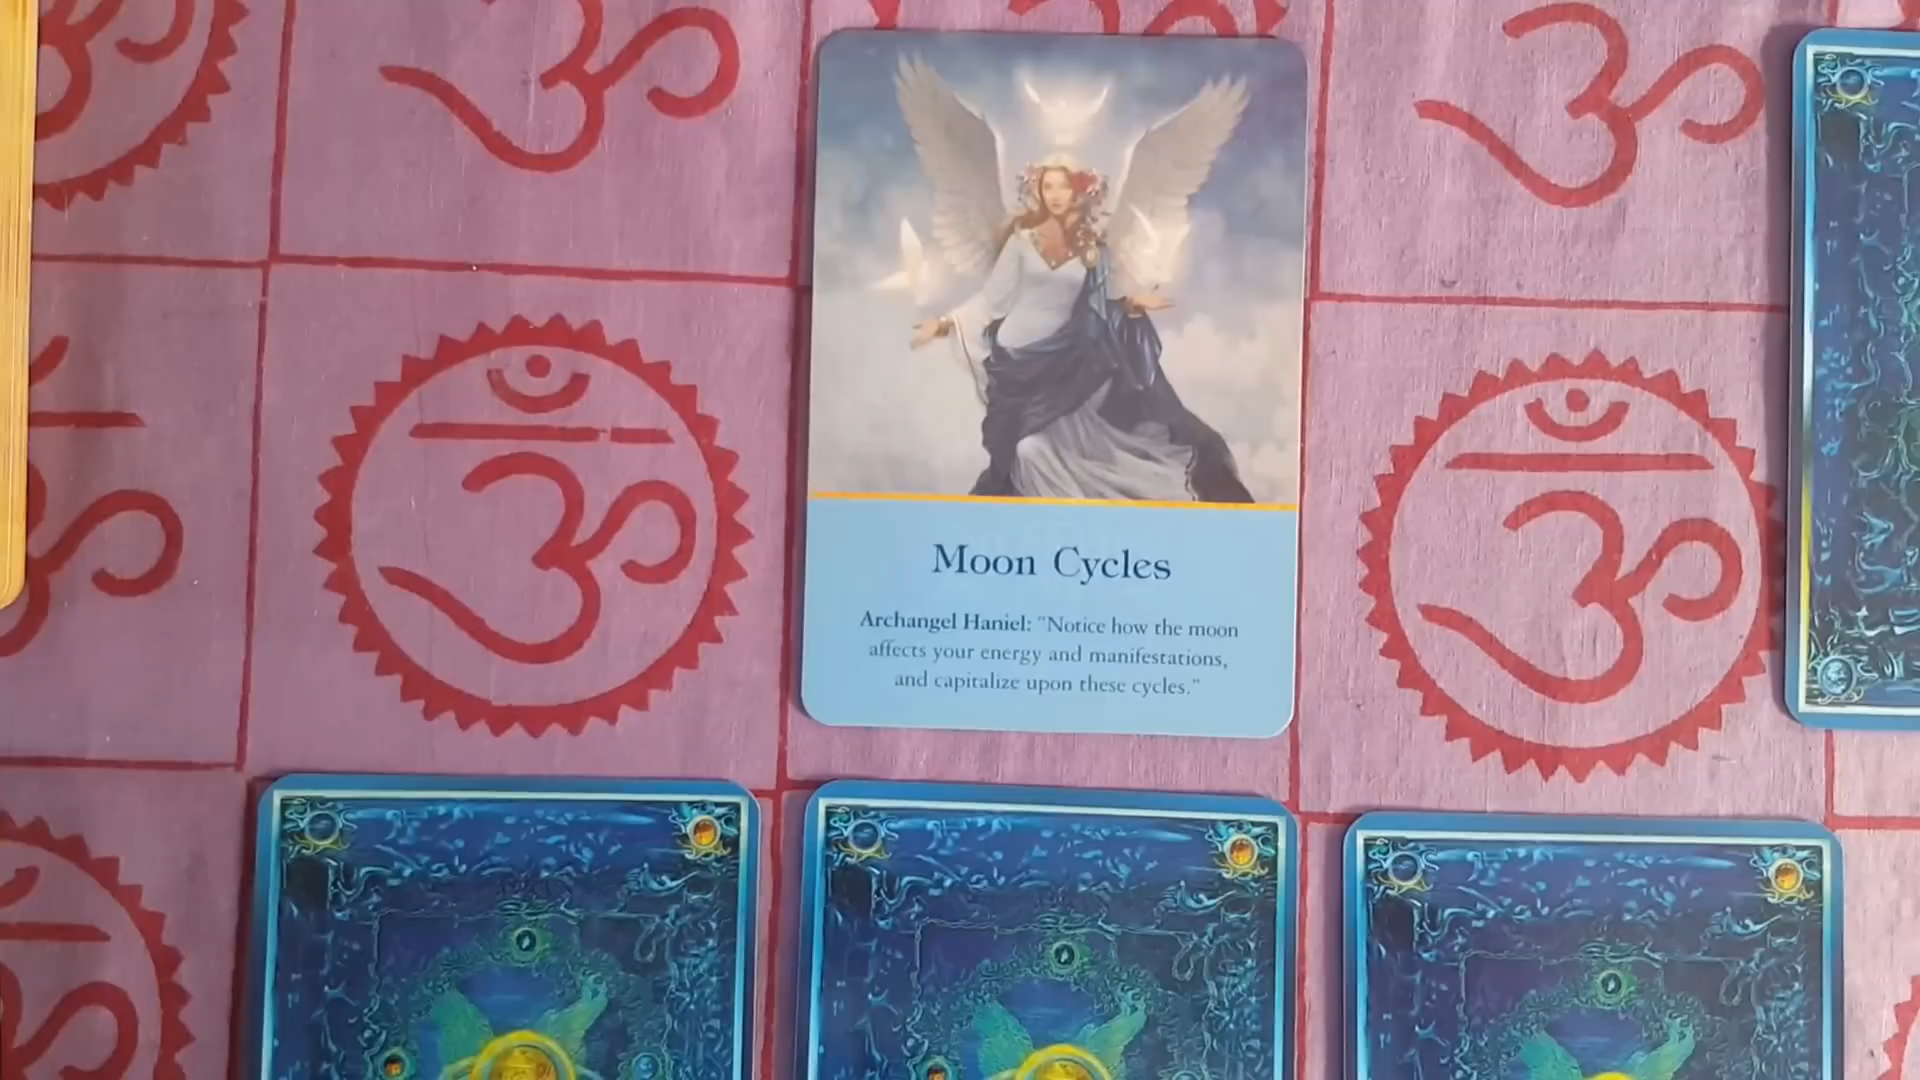 Moon Cycles
Archangel Haniel: "Notice how the moon
affects your energy and manifestations,
and capitalize upon these cycles."